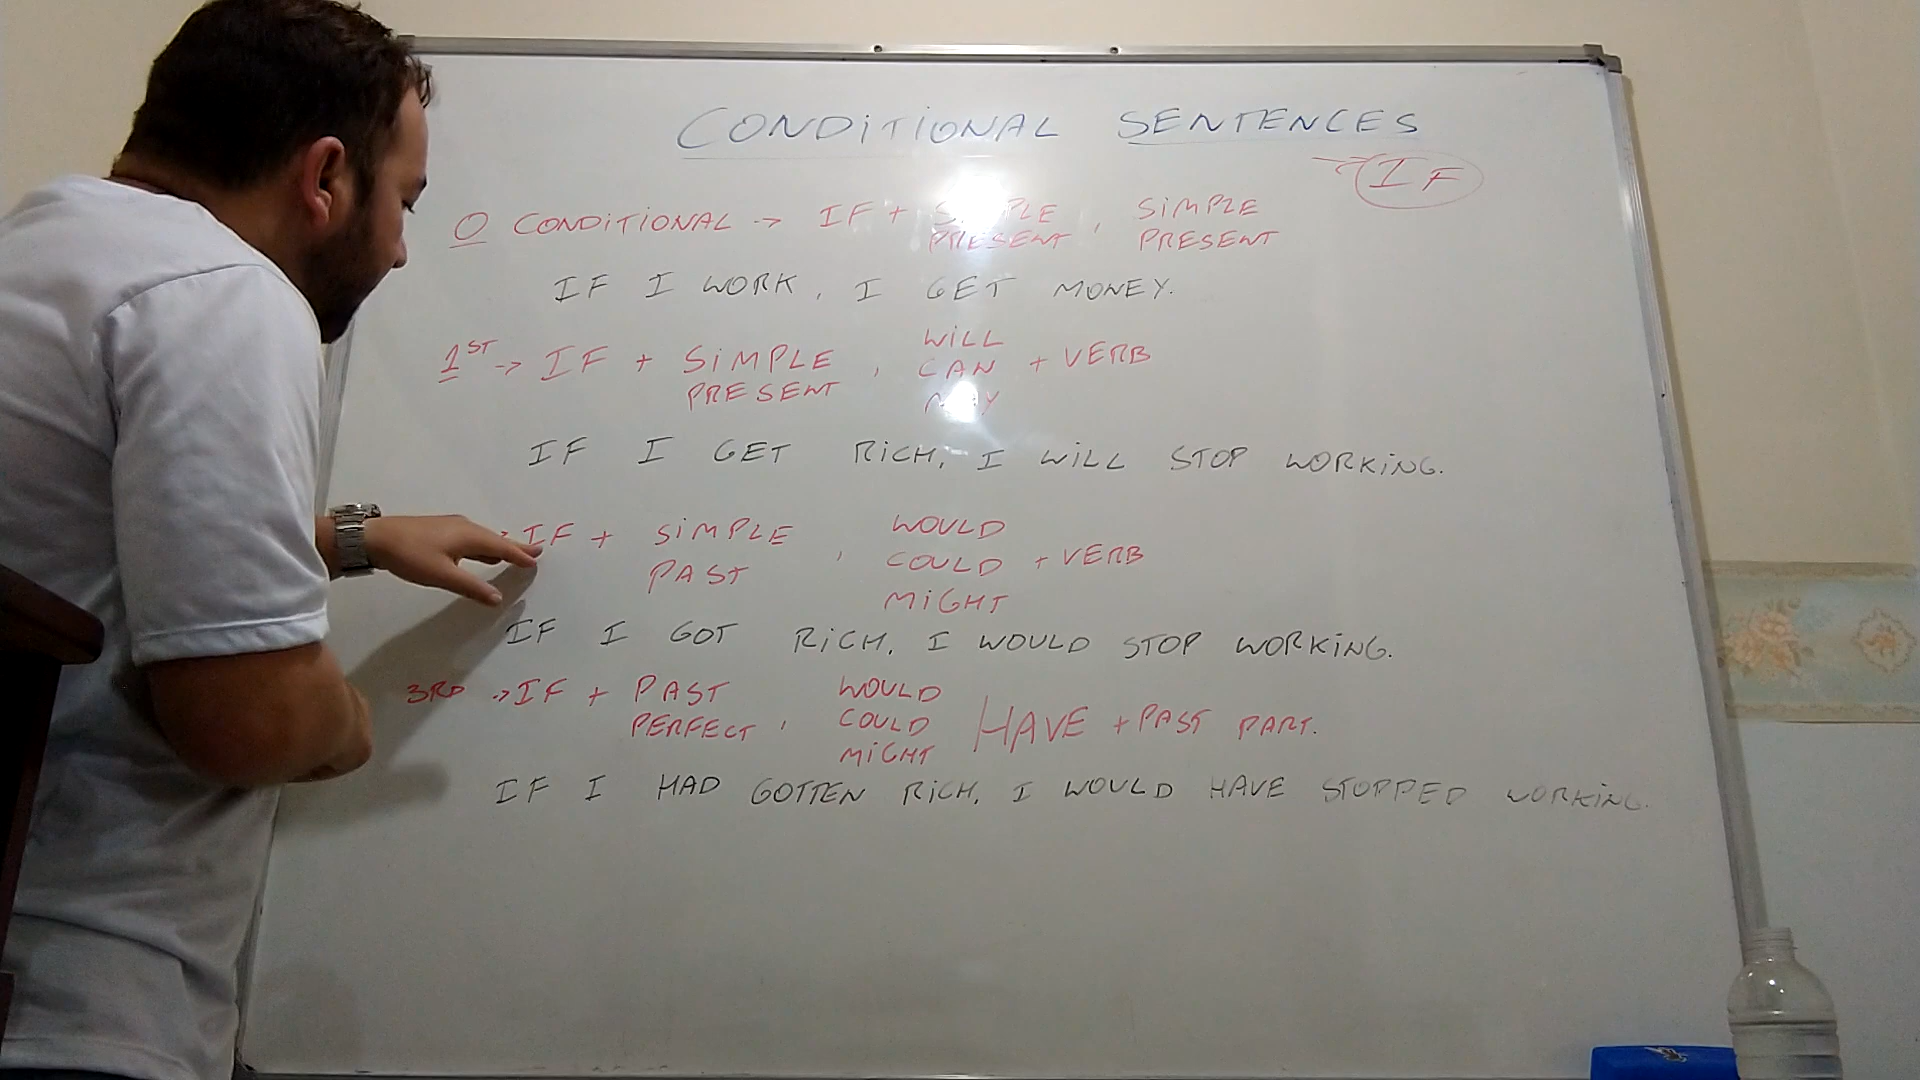 CONDITIONAL SENTENCES
→ IF
0 CONDITIONAL → IF + SIMPLE PRESENT, SIMPLE PRESENT
IF I WORK, I GET MONEY.
1ST → IF + SIMPLE PRESENT, WILL CAN MAY + VERB
IF I GET RICH, I WILL STOP WORKING.
→ IF + SIMPLE PAST, WOULD COULD MIGHT + VERB
IF I GOT RICH, I WOULD STOP WORKING.
3RD → IF + PAST PERFECT, WOULD COULD MIGHT HAVE + PAST PART.
IF I HAD GOTTEN RICH, I WOULD HAVE STOPPED WORKING.